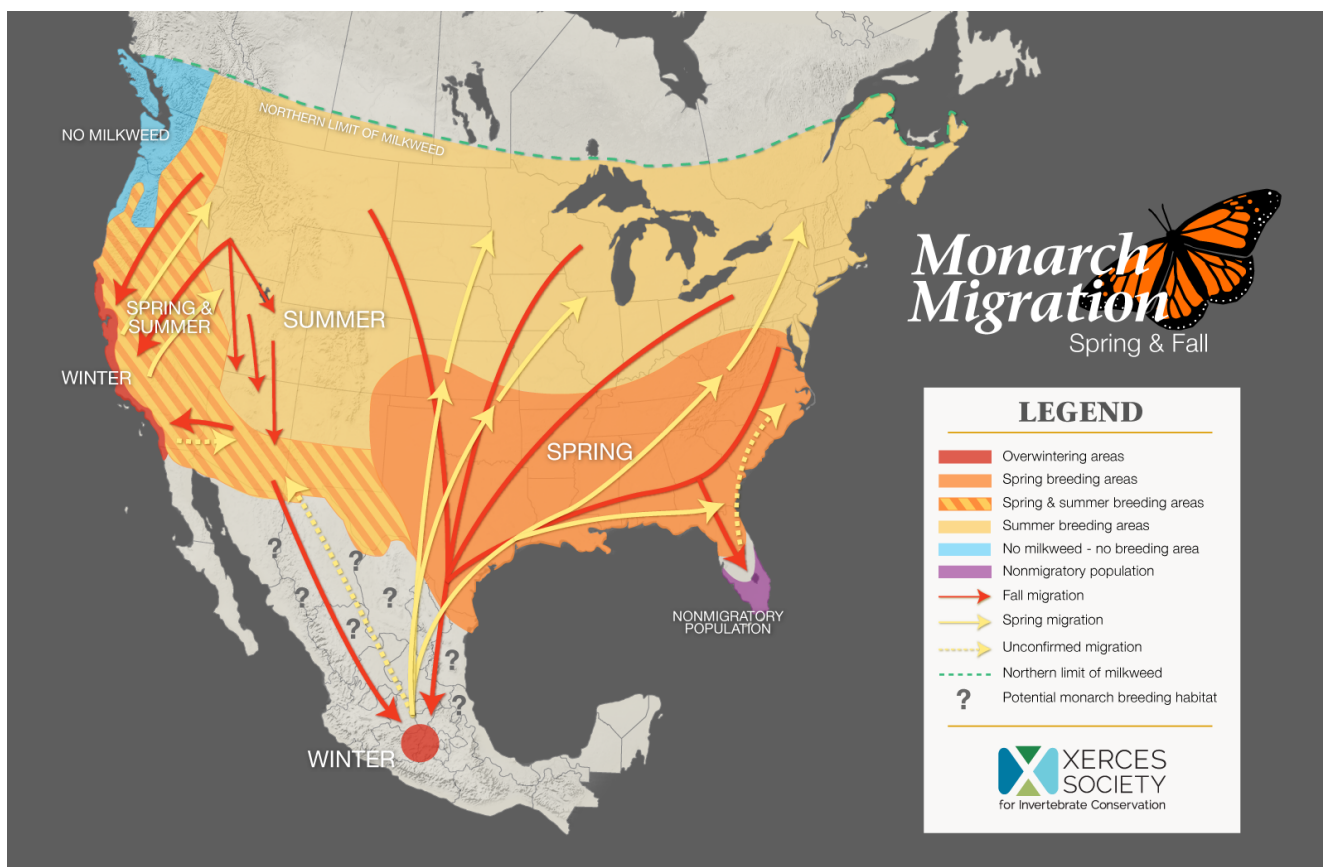 NO MILKWEED
NORTHERN LIMIT OF MILKWEED
SPRING &
SUMMER
SUMMER
WINTER
SPRING
NONMIGRATORY
POPULATION
WINTER
?
?
?
?
?
?
?
Monarch
Migration
Spring & Fall
LEGEND
Overwintering areas
Spring breeding areas
Spring & summer breeding areas
Summer breeding areas
No milkweed - no breeding area
Nonmigratory population
Fall migration
Spring migration
Unconfirmed migration
Northern limit of milkweed
?
Potential monarch breeding habitat
XERCES
SOCIETY
for Invertebrate Conservation